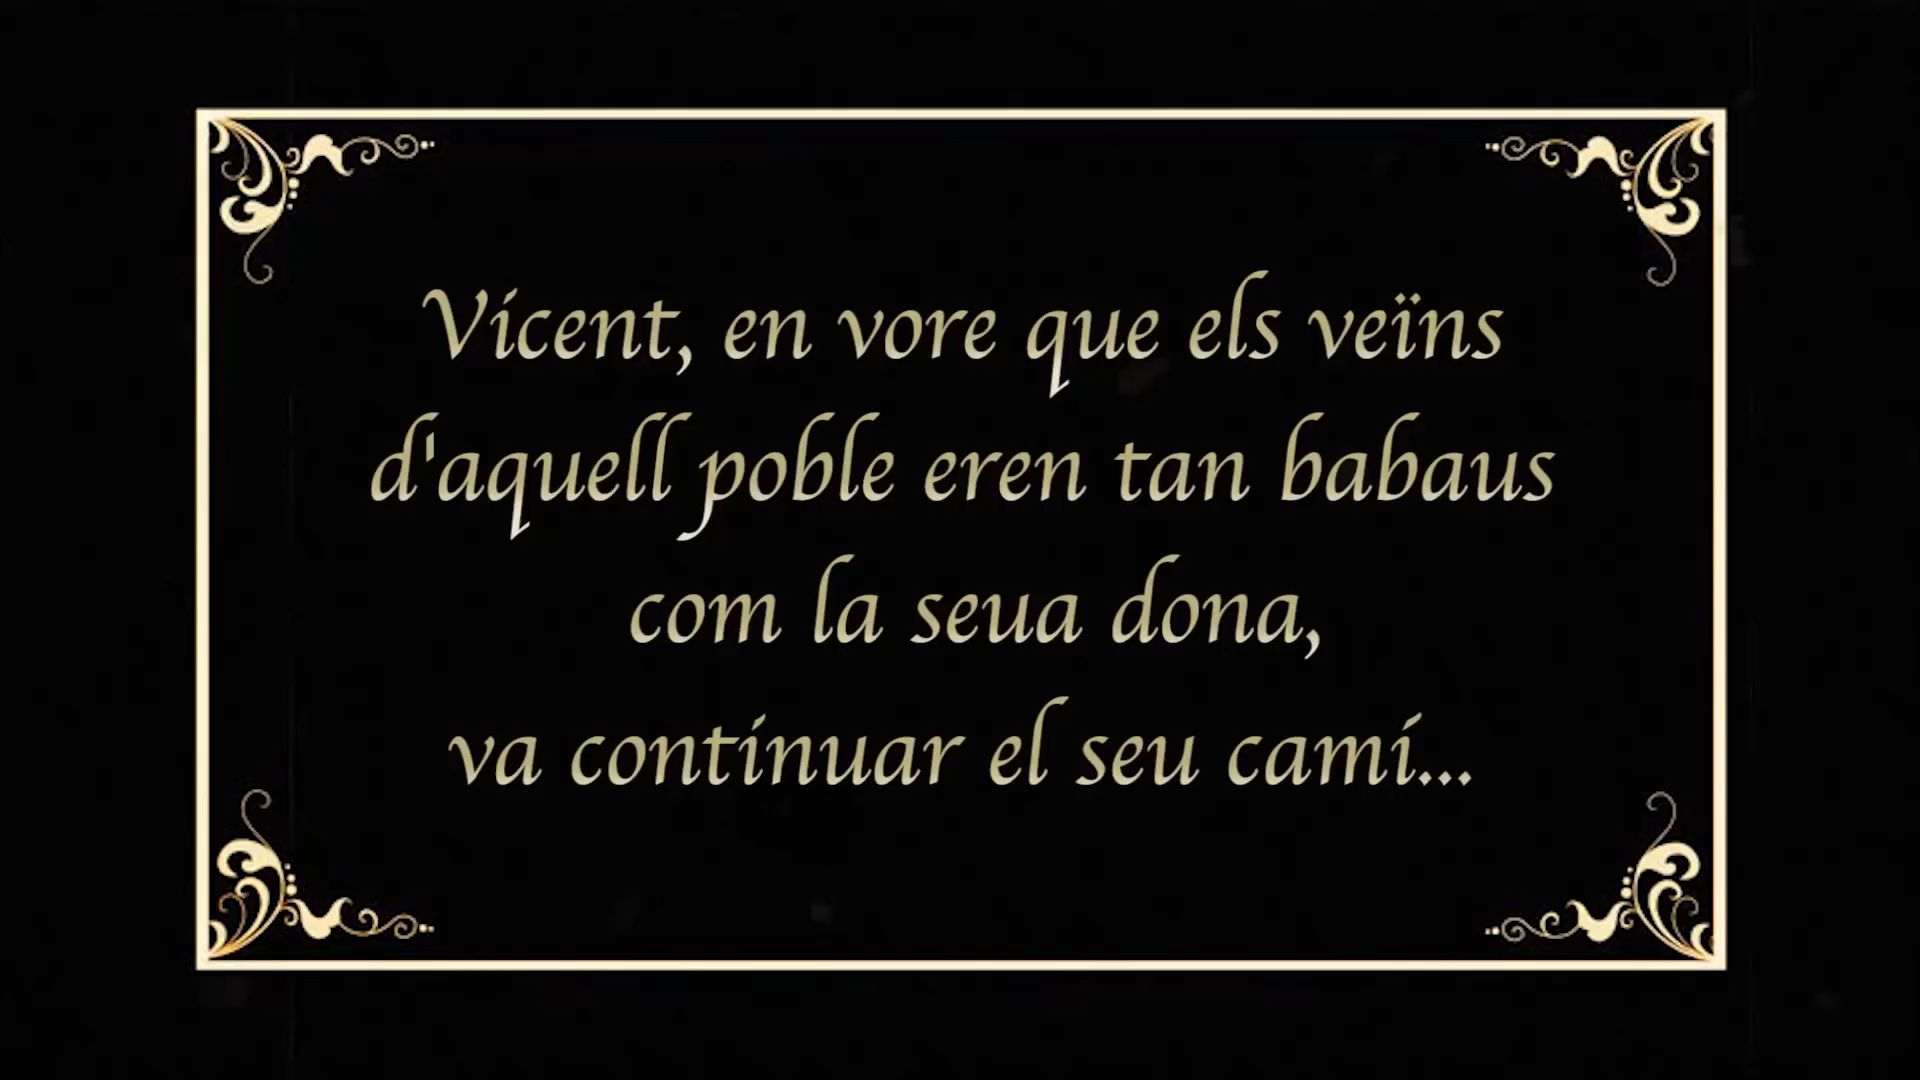 Vicent, en vore que els veïns
d'aquell poble eren tan babaus
com la seua dona,
va continuar el seu camí...